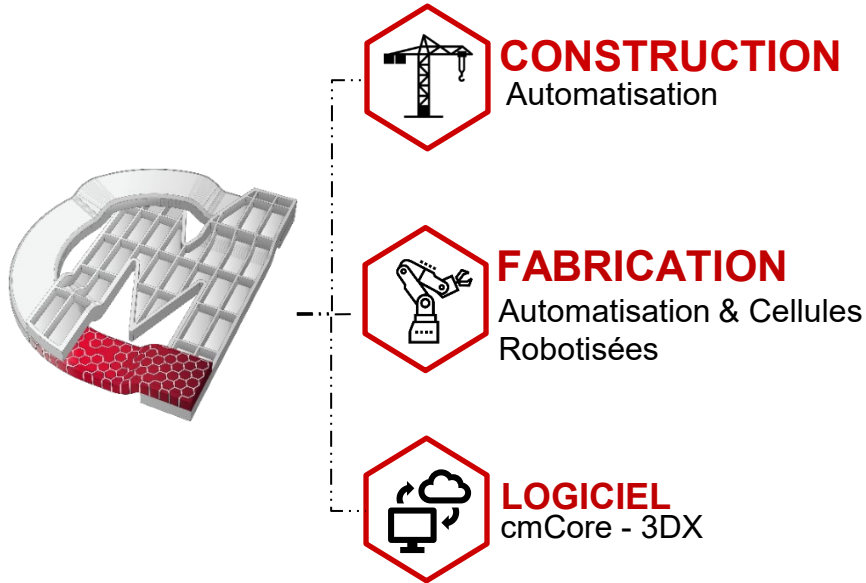 CONSTRUCTION
Automatisation
FABRICATION
Automatisation & Cellules
Robotisées
LOGICIEL
cmCore - 3DX